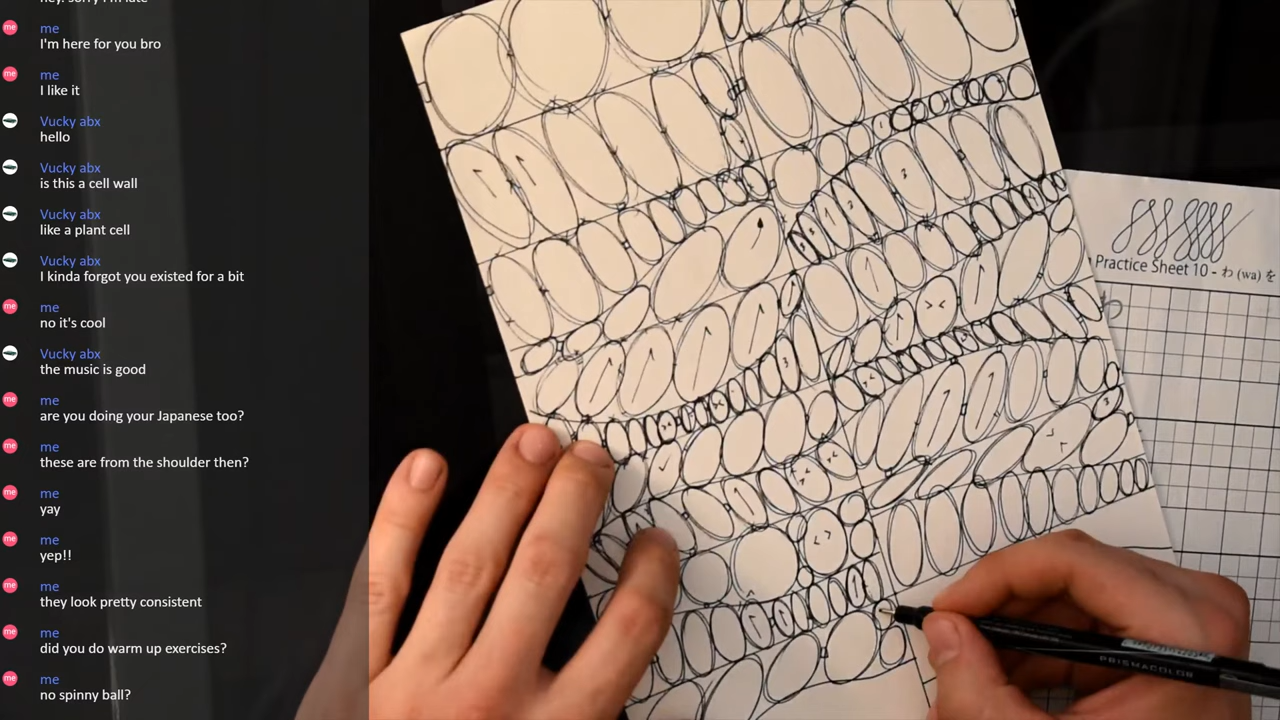 hey! sorry I'm late
me
I'm here for you bro
me
I like it
Vucky abx
hello
Vucky abx
is this a cell wall
Vucky abx
like a plant cell
Vucky abx
I kinda forgot you existed for a bit
me
no it's cool
Vucky abx
the music is good
me
are you doing your Japanese too?
me
these are from the shoulder then?
me
yay
me
yep!!
me
they look pretty consistent
me
did you do warm up exercises?
me
no spinny ball?
Practice Sheet 10 - わ (wa) を
わ
PRISMACOLOR